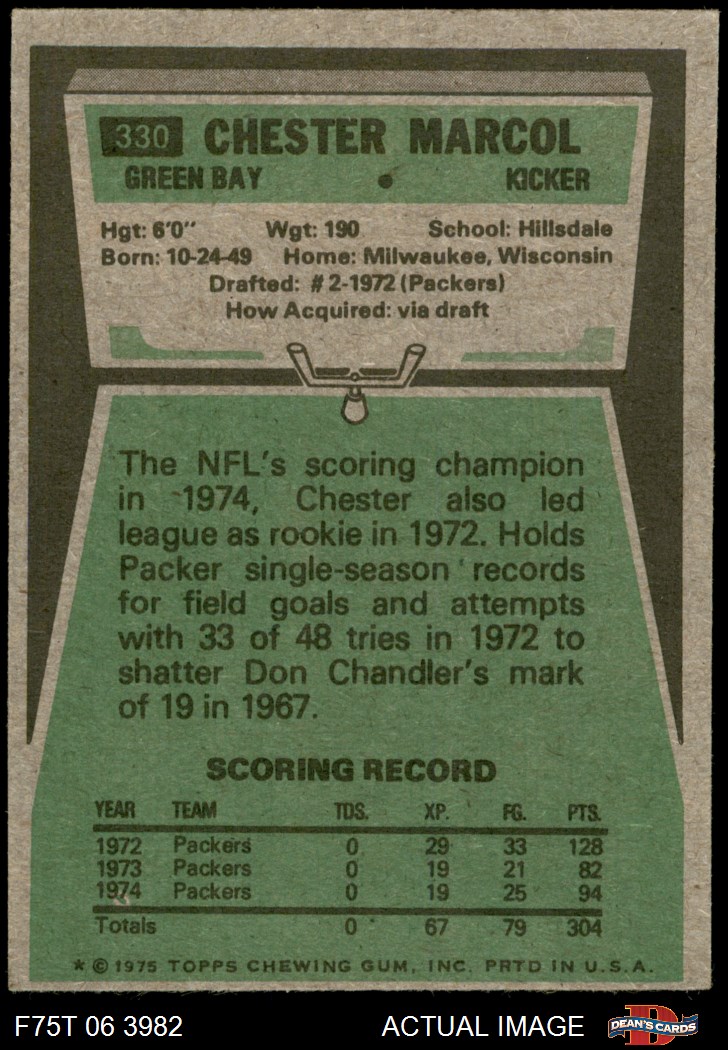 330 CHESTER MARCOL
GREEN BAY • KICKER
Hgt: 6'0" Wgt: 190 School: Hillsdale
Born: 10-24-49 Home: Milwaukee, Wisconsin
Drafted: #2-1972 (Packers)
How Acquired: via draft
The NFL's scoring champion
in 1974, Chester also led
league as rookie in 1972. Holds
Packer single-season records
for field goals and attempts
with 33 of 48 tries in 1972 to
shatter Don Chandler's mark
of 19 in 1967.
SCORING RECORD
YEAR TEAM TDS. XP. FG. PTS.
1972 Packers 0 29 33 128
1973 Packers 0 19 21 82
1974 Packers 0 19 25 94
Totals 0 67 79 304
* © 1975 TOPPS CHEWING GUM, INC. PRTD IN U.S.A.
F75T 06 3982 ACTUAL IMAGE D DEAN'S CARDS